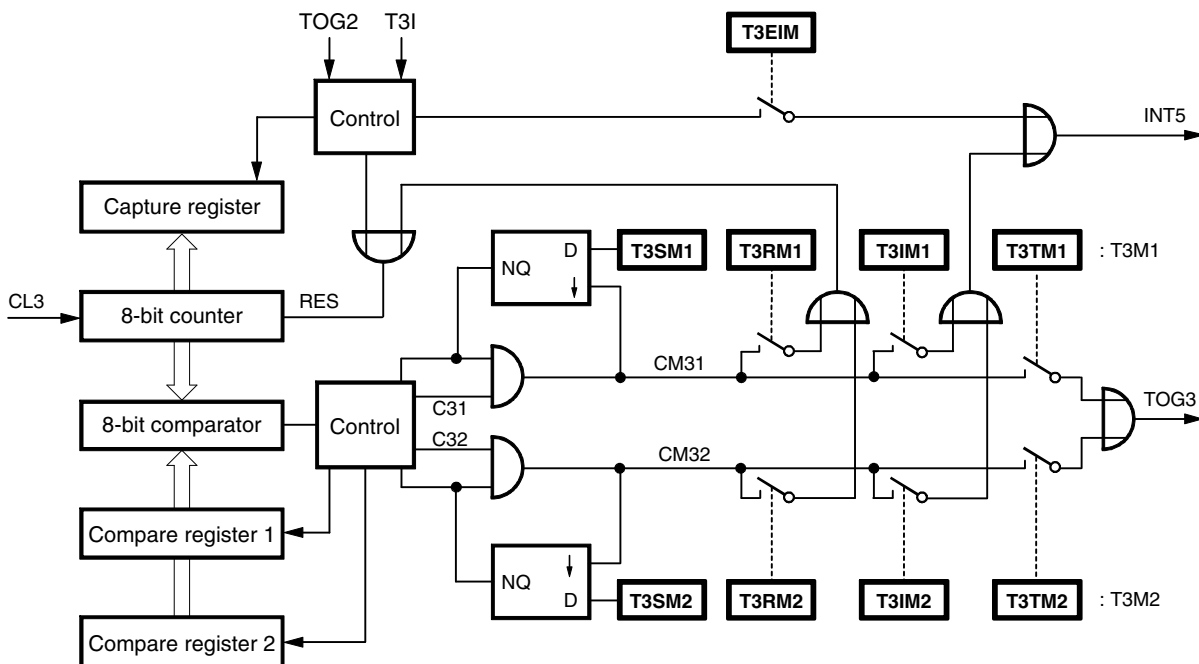 TOG2 T3I
T3EIM
Control
INT5
Capture register
D
NQ
T3SM1
T3RM1
T3IM1
T3TM1
: T3M1
CL3
8-bit counter
RES
CM31
C31
8-bit comparator
Control
TOG3
C32
CM32
Compare register 1
NQ
D
T3SM2
T3RM2
T3IM2
T3TM2
: T3M2
Compare register 2